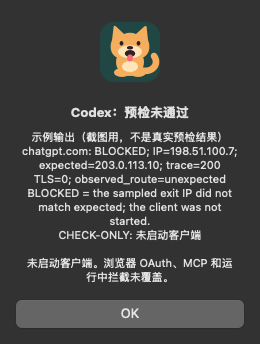 Codex：预检未通过
示例输出（截图用，不是真实预检结果）
chatgpt.com: BLOCKED; IP=198.51.100.7;
expected=203.0.113.10; trace=200
TLS=0; observed_route=unexpected
BLOCKED = the sampled exit IP did not
match expected; the client was not
started.
CHECK-ONLY: 未启动客户端
未启动客户端。浏览器 OAuth、MCP 和运
行中拦截未覆盖。
OK